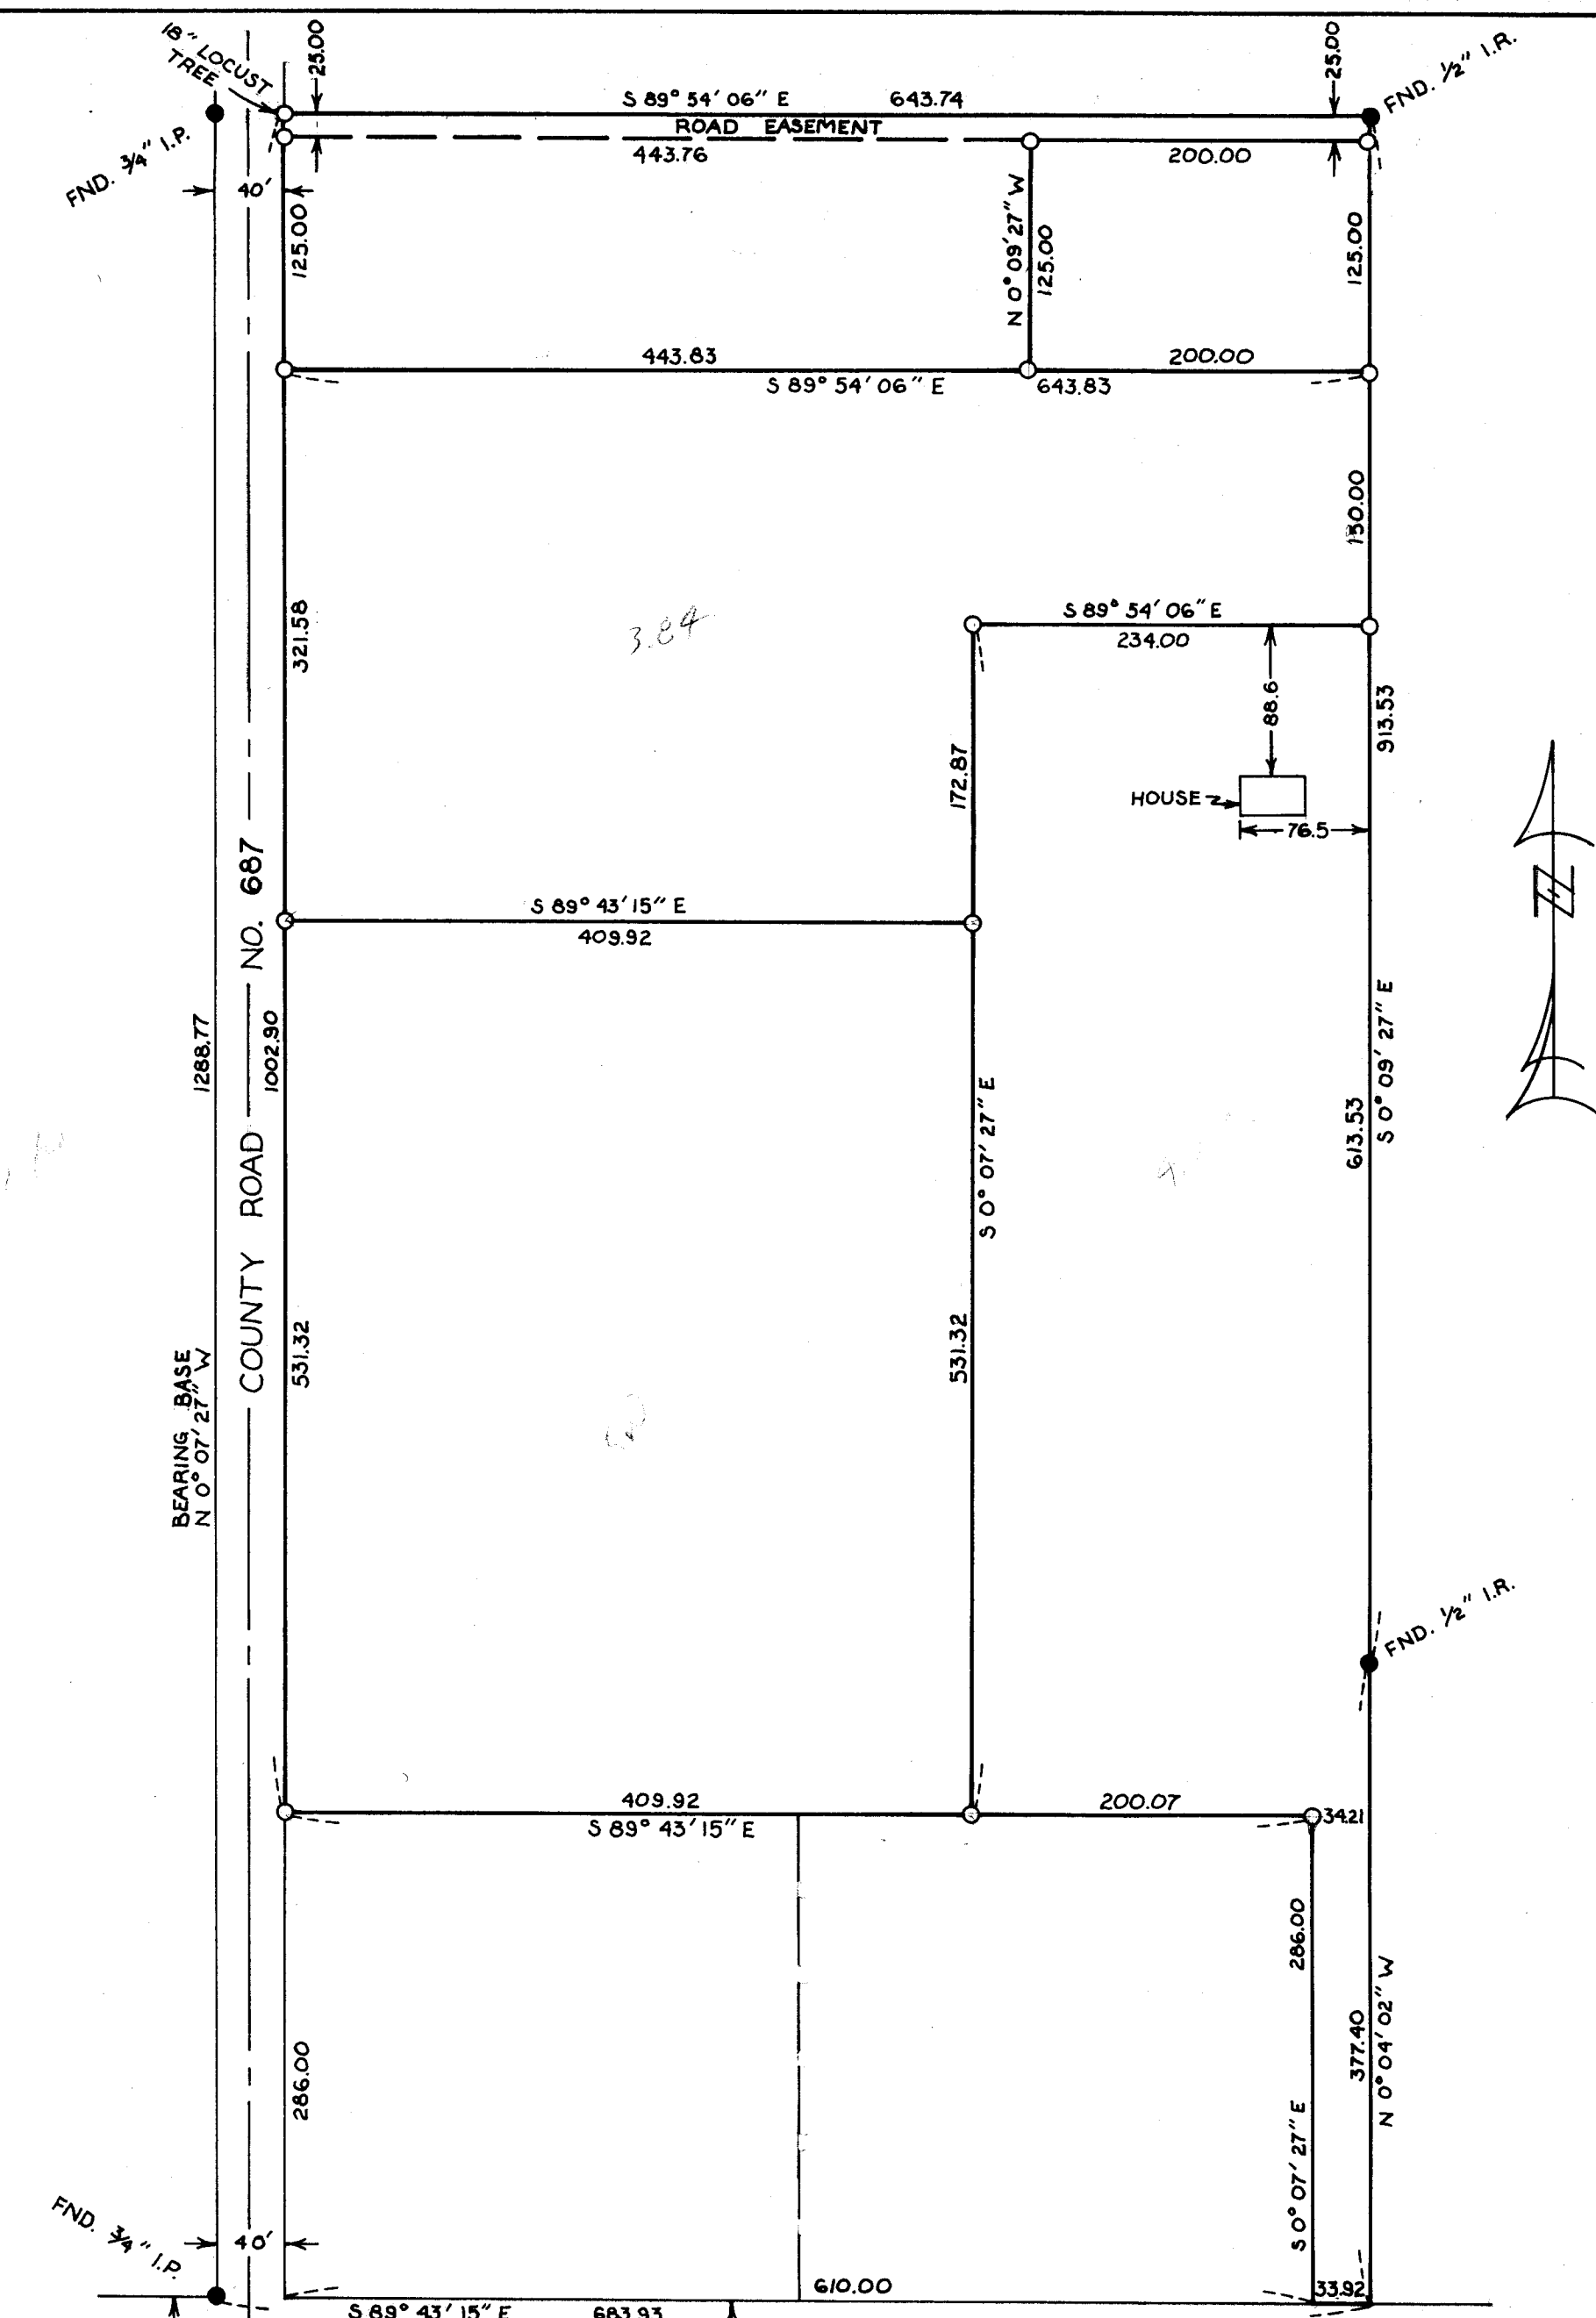 18" LOCUST
TREE
25.00
25.00
FND. 1/2" I.R.
S 89° 54' 06" E 643.74
ROAD EASEMENT
443.76
200.00
FND. 3/4" I.P.
40'
125.00
N 0° 09' 27" W
125.00
125.00
443.83
200.00
S 89° 54' 06" E 643.83
130.00
321.58
3.84
S 89° 54' 06" E
234.00
88.6
913.53
172.87
HOUSE
76.5
S 89° 43' 15" E
409.92
N
COUNTY ROAD NO. 687
1288.77
1002.90
S 0° 07' 27" E
S 0° 09' 27" E
613.53
BEARING BASE
N 0° 07' 27" W
531.32
531.32
FND. 1/2" I.R.
409.92
S 89° 43' 15" E
200.07
34.21
286.00
286.00
S 0° 07' 27" E
377.40
N 0° 04' 02" W
FND. 3/4" I.P.
40'
610.00
33.92
S 89° 43' 15" E 683.93